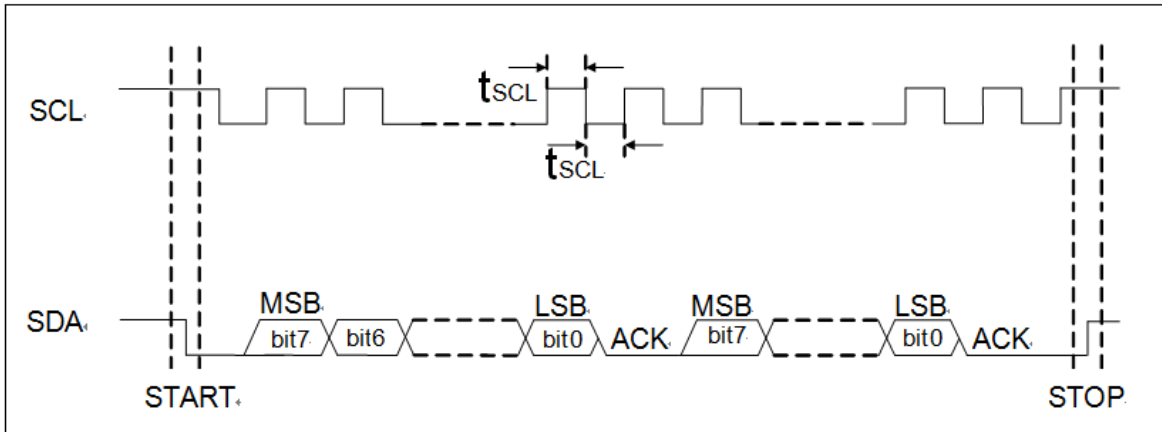 tSCL
SCL
tSCL
MSB
LSB
MSB
LSB
SDA
bit7
bit6
bit0
ACK
bit7
bit0
ACK
START
STOP